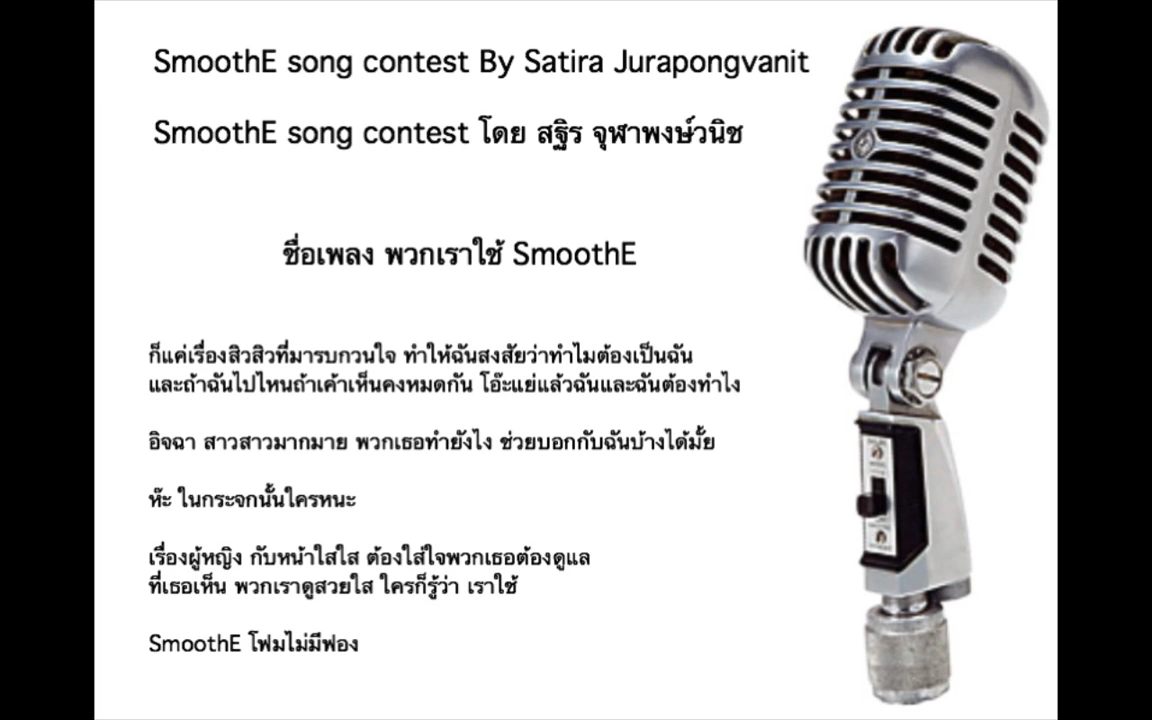 SmoothE song contest By Satira Jurapongvanit
SmoothE song contest โดย สฐิร จุฬาพงษ์วนิช
ชื่อเพลง พวกเราใช้ SmoothE
ก็แค่เรื่องสิวสิวที่มารบกวนใจ ทำให้ฉันสงสัยว่าทำไมต้องเป็นฉัน
และถ้าฉันไปไหนถ้าเค้าเห็นคงหมดกัน โอ๊ะแย่แล้วฉันและฉันต้องทำไง
อิจฉา สาวสาวมากมาย พวกเธอทำยังไง ช่วยบอกกับฉันบ้างได้มั้ย
ห๊ะ ในกระจกนั้นใครหนะ
เรื่องผู้หญิง กับหน้าใสใส ต้องใส่ใจพวกเธอต้องดูแล
ที่เธอเห็น พวกเราดูสวยใส ใครก็รู้ว่า เราใช้
SmoothE โฟมไม่มีฟอง